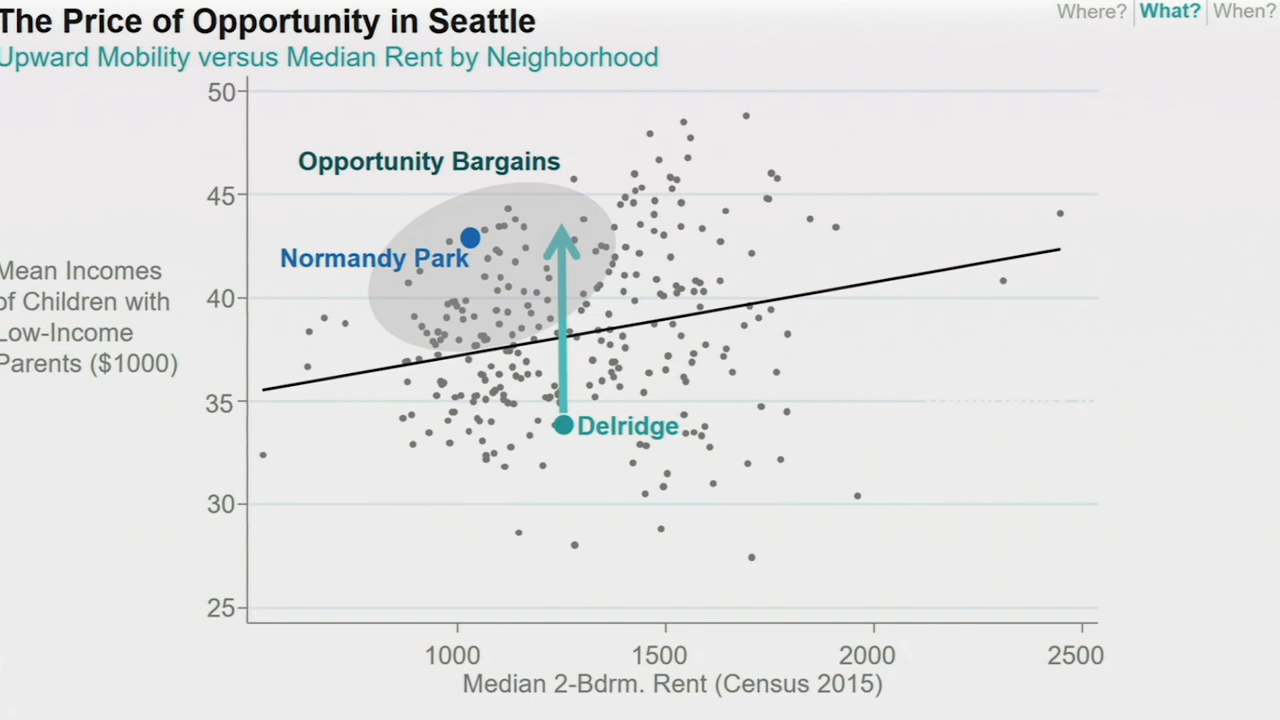 The Price of Opportunity in Seattle
Where? What? When?
Upward Mobility versus Median Rent by Neighborhood
50
Opportunity Bargains
45
Normandy Park
Mean Incomes
of Children with
Low-Income
Parents ($1000)
40
35
Delridge
30
25
1000 1500 2000 2500
Median 2-Bdrm. Rent (Census 2015)